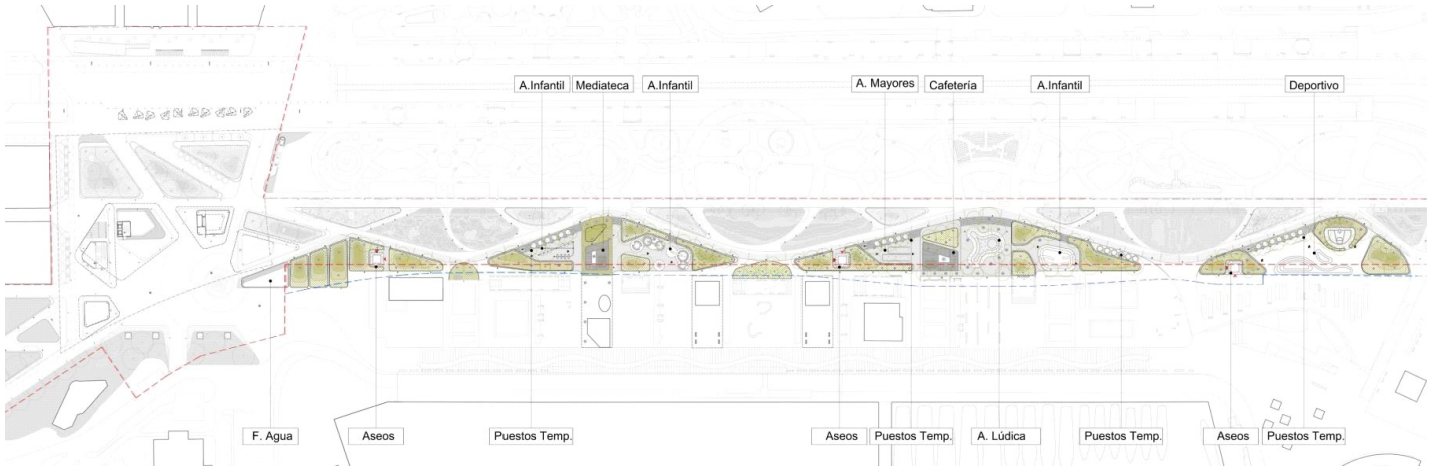 A.Infantil
Mediateca
A.Infantil
A. Mayores
Cafetería
A.Infantil
Deportivo
F. Agua
Aseos
Puestos Temp.
Aseos
Puestos Temp.
A. Lúdica
Puestos Temp.
Aseos
Puestos Temp.